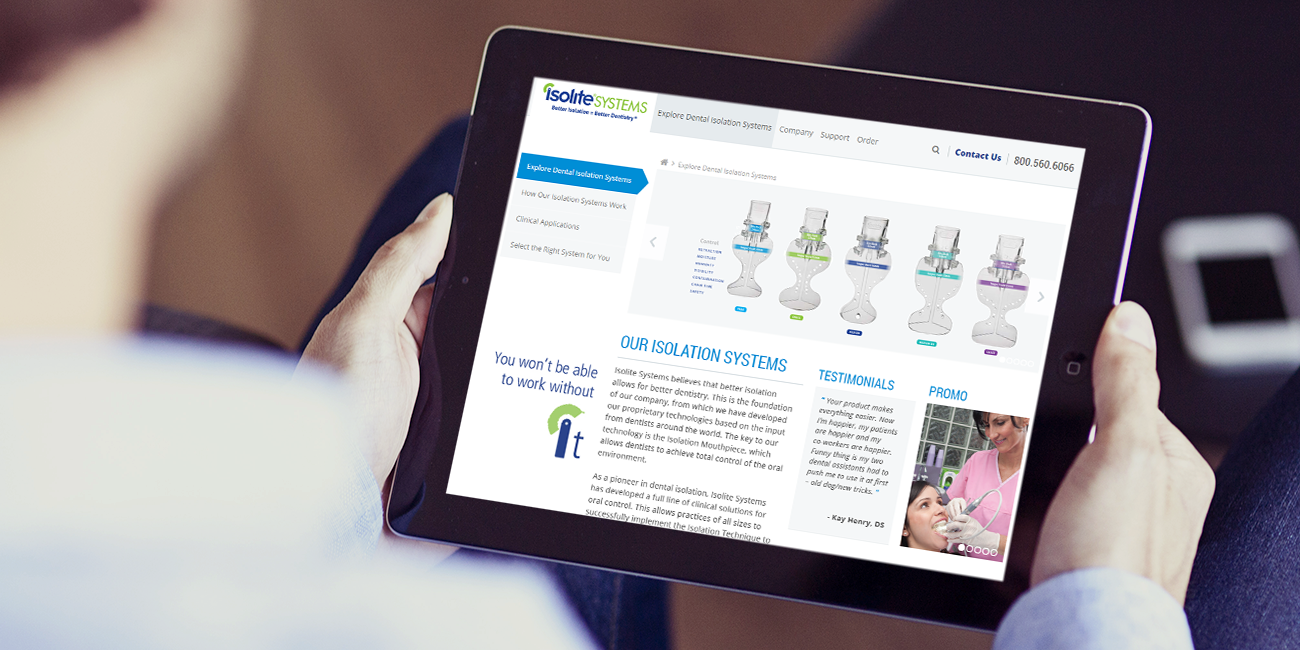 isolite SYSTEMS
Better Isolation = Better Dentistry
Explore Dental Isolation Systems
Company
Support
Order
Contact Us
800.560.6066
Explore Dental Isolation Systems
How Our Isolation Systems Work
Clinical Applications
Select the Right System for You
Explore Dental Isolation Systems
Control
RETRACTION
MOISTURE
HUMIDITY
VISIBILITY
CONTAMINATION
CHAIR TIME
SAFETY
You won't be able
to work without
it
OUR ISOLATION SYSTEMS
Isolite Systems believes that better isolation
allows for better dentistry. This is the foundation
of our company, from which we have developed
our proprietary technologies based on the input
from dentists around the world. The key to our
technology is the Isolation Mouthpiece, which
allows dentists to achieve total control of the oral
environment.
As a pioneer in dental isolation, Isolite Systems
has developed a full line of clinical solutions for
oral control. This allows practices of all sizes to
successfully implement the Isolation Technique to
TESTIMONIALS
" Your product makes
everything easier. Now
I'm happier, my patients
are happier and my
co workers are happier.
Funny thing is my two
dental assistants had to
push me to use it at first
– old dog/new tricks. "
- Kay Henry, DS
PROMO